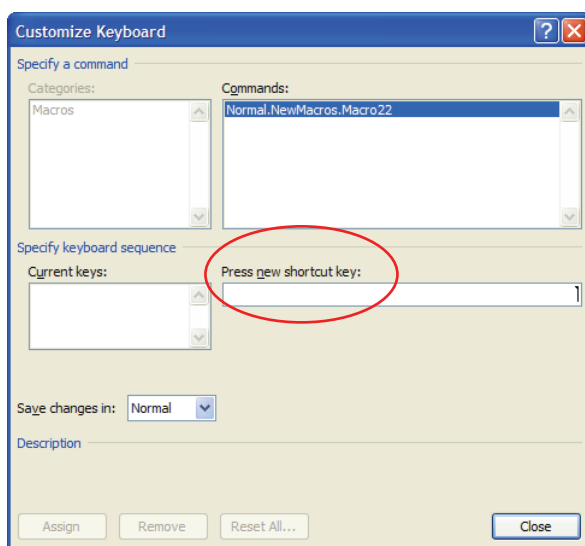 Customize Keyboard
Specify a command
Categories:
Commands:
Macros
Normal.NewMacros.Macro22
Specify keyboard sequence
Current keys:
Press new shortcut key:
Save changes in:
Normal
Description
Assign
Remove
Reset All...
Close